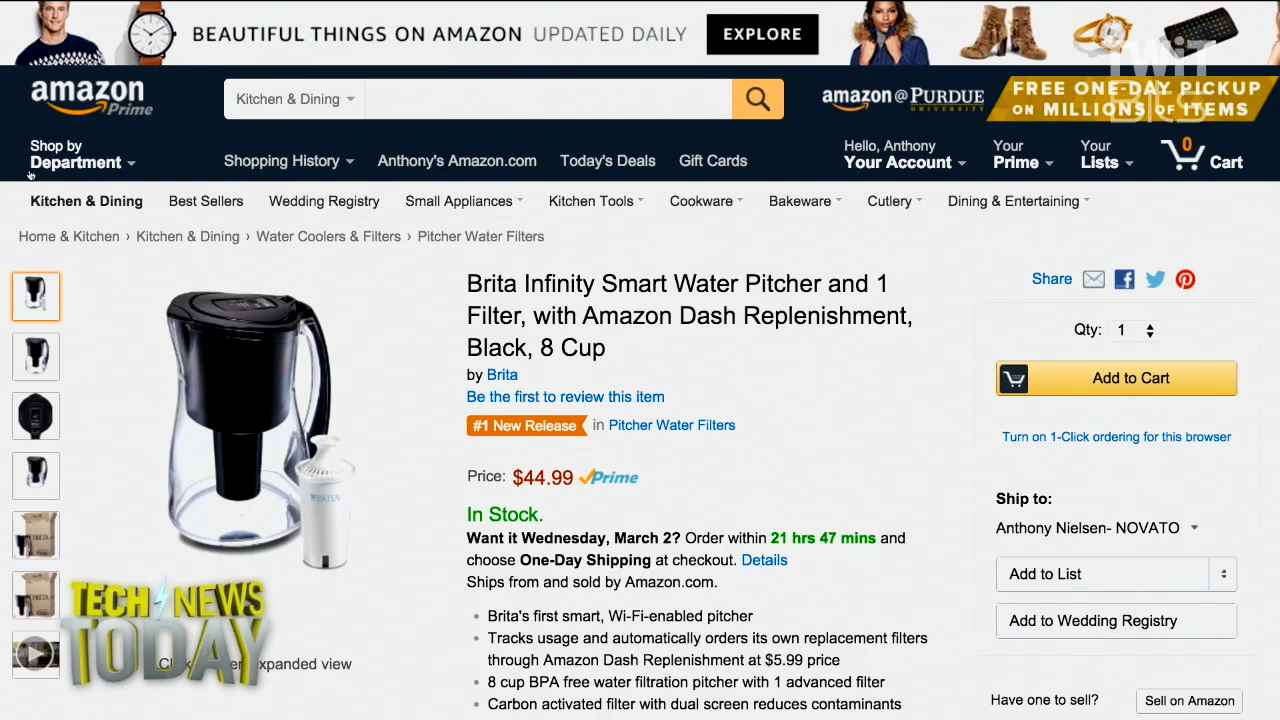 BEAUTIFUL THINGS ON AMAZON UPDATED DAILY EXPLORE
TWiT
BITS
amazon
Prime
Kitchen & Dining
amazon@PURDUE
UNIVERSITY
FREE ONE-DAY PICKUP
ON MILLIONS OF ITEMS
Shop by
Department
Shopping History
Anthony's Amazon.com
Today's Deals
Gift Cards
Hello, Anthony
Your Account
Your
Prime
Your
Lists
0
Cart
Kitchen & Dining
Best Sellers
Wedding Registry
Small Appliances
Kitchen Tools
Cookware
Bakeware
Cutlery
Dining & Entertaining
Home & Kitchen › Kitchen & Dining › Water Coolers & Filters › Pitcher Water Filters
BRITA
Brita Infinity Smart Water Pitcher and 1
Filter, with Amazon Dash Replenishment,
Black, 8 Cup
by Brita
Be the first to review this item
#1 New Release in Pitcher Water Filters
Price: $44.99 Prime
In Stock.
Want it Wednesday, March 2? Order within 21 hrs 47 mins and
choose One-Day Shipping at checkout. Details
Ships from and sold by Amazon.com.
• Brita's first smart, Wi-Fi-enabled pitcher
• Tracks usage and automatically orders its own replacement filters
through Amazon Dash Replenishment at $5.99 price
• 8 cup BPA free water filtration pitcher with 1 advanced filter
• Carbon activated filter with dual screen reduces contaminants
Share
Qty: 1
Add to Cart
Turn on 1-Click ordering for this browser
Ship to:
Anthony Nielsen- NOVATO
Add to List
Add to Wedding Registry
Have one to sell?
Sell on Amazon
TECH NEWS
TODAY
expanded view